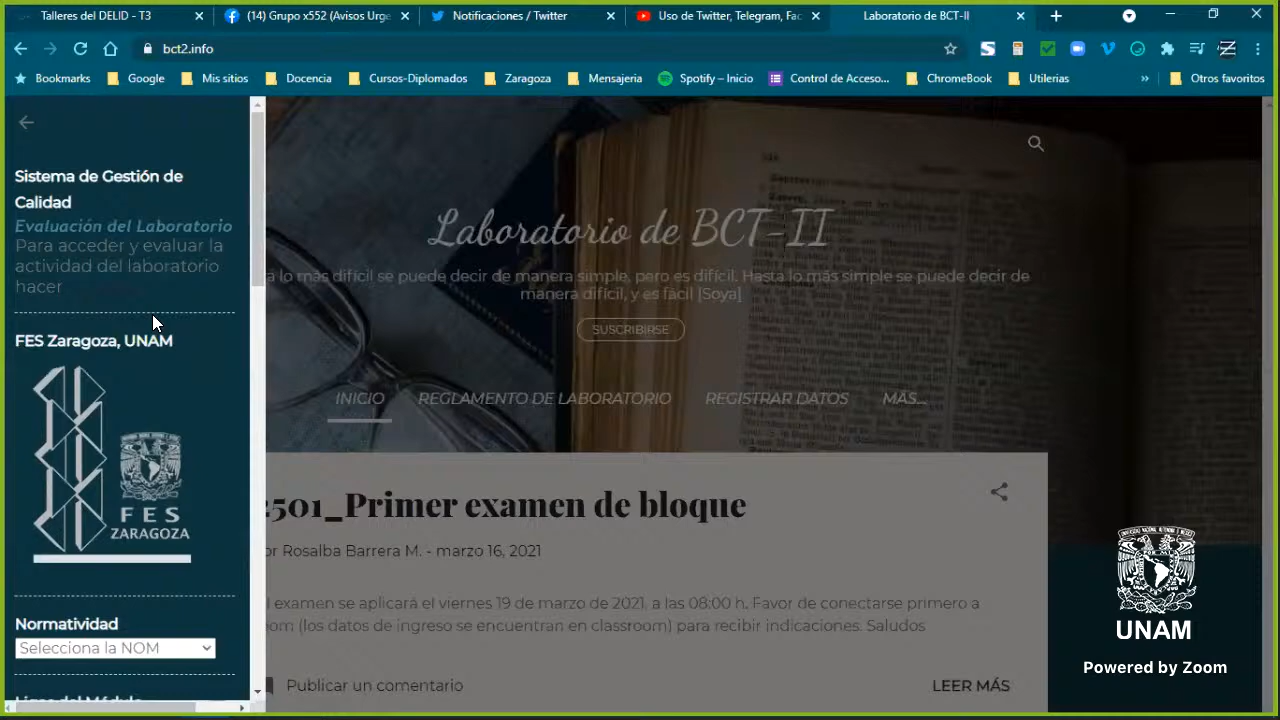 Talleres del DELID - T3
(14) Grupo x552 (Avisos Urge
Notificaciones / Twitter
Uso de Twitter, Telegram, Fac
Laboratorio de BCT-II
bct2.info
Bookmarks
Google
Mis sitios
Docencia
Cursos-Diplomados
Zaragoza
Mensajeria
Spotify – Inicio
Control de Acceso...
ChromeBook
Utilerias
»
Otros favoritos
Sistema de Gestión de
Calidad
Evaluación del Laboratorio
Para acceder y evaluar la
actividad del laboratorio
hacer
FES Zaragoza, UNAM
FES
ZARAGOZA
Normatividad
Selecciona la NOM
Laboratorio de BCT-II
ta lo más difícil se puede decir de manera simple, pero es difícil. Hasta lo más simple se puede decir de
manera difícil, y es fácil [Soya]
SUSCRIBIRSE
INICIO
REGLAMENTO DE LABORATORIO
REGISTRAR DATOS
MÁS...
2501_Primer examen de bloque
or Rosalba Barrera M. - marzo 16, 2021
l examen se aplicará el viernes 19 de marzo de 2021, a las 08:00 h. Favor de conectarse primero a
oom (los datos de ingreso se encuentran en classroom) para recibir indicaciones. Saludos
Publicar un comentario
LEER MÁS
UNAM
Powered by Zoom